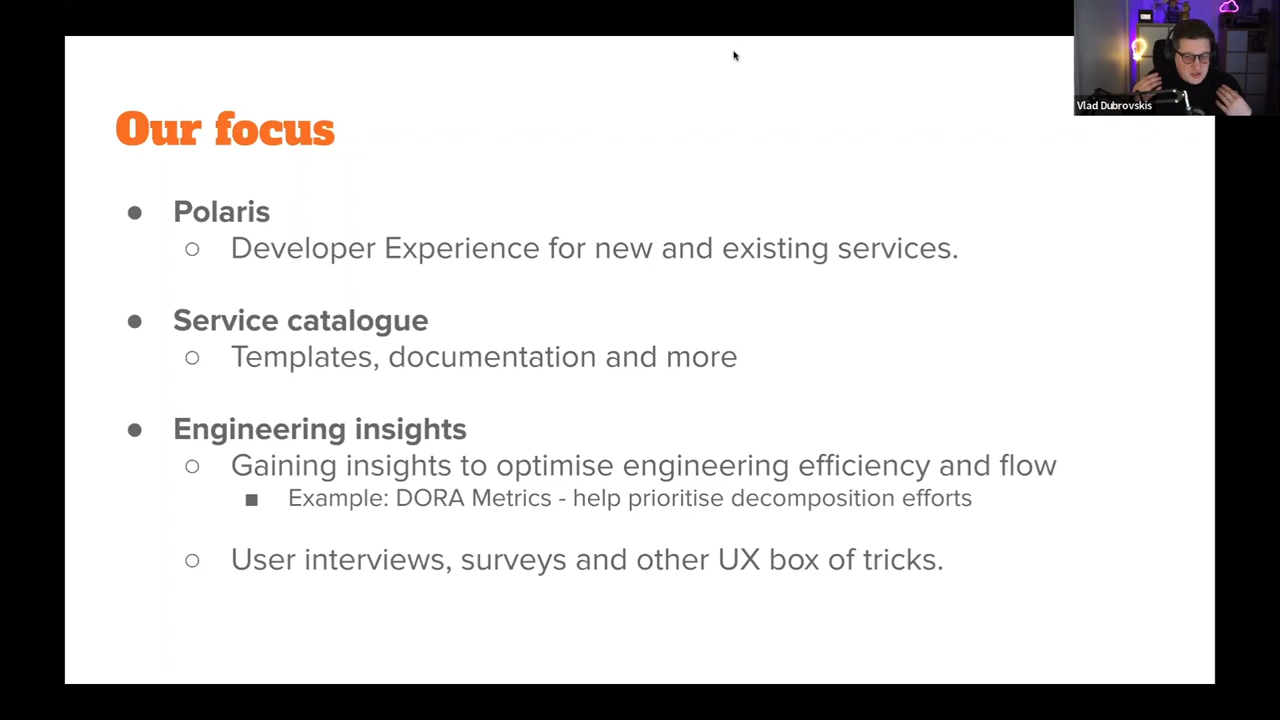 Our focus
Vlad Dubrovskis
● Polaris
○ Developer Experience for new and existing services.
● Service catalogue
○ Templates, documentation and more
● Engineering insights
○ Gaining insights to optimise engineering efficiency and flow
■ Example: DORA Metrics - help prioritise decomposition efforts
○ User interviews, surveys and other UX box of tricks.